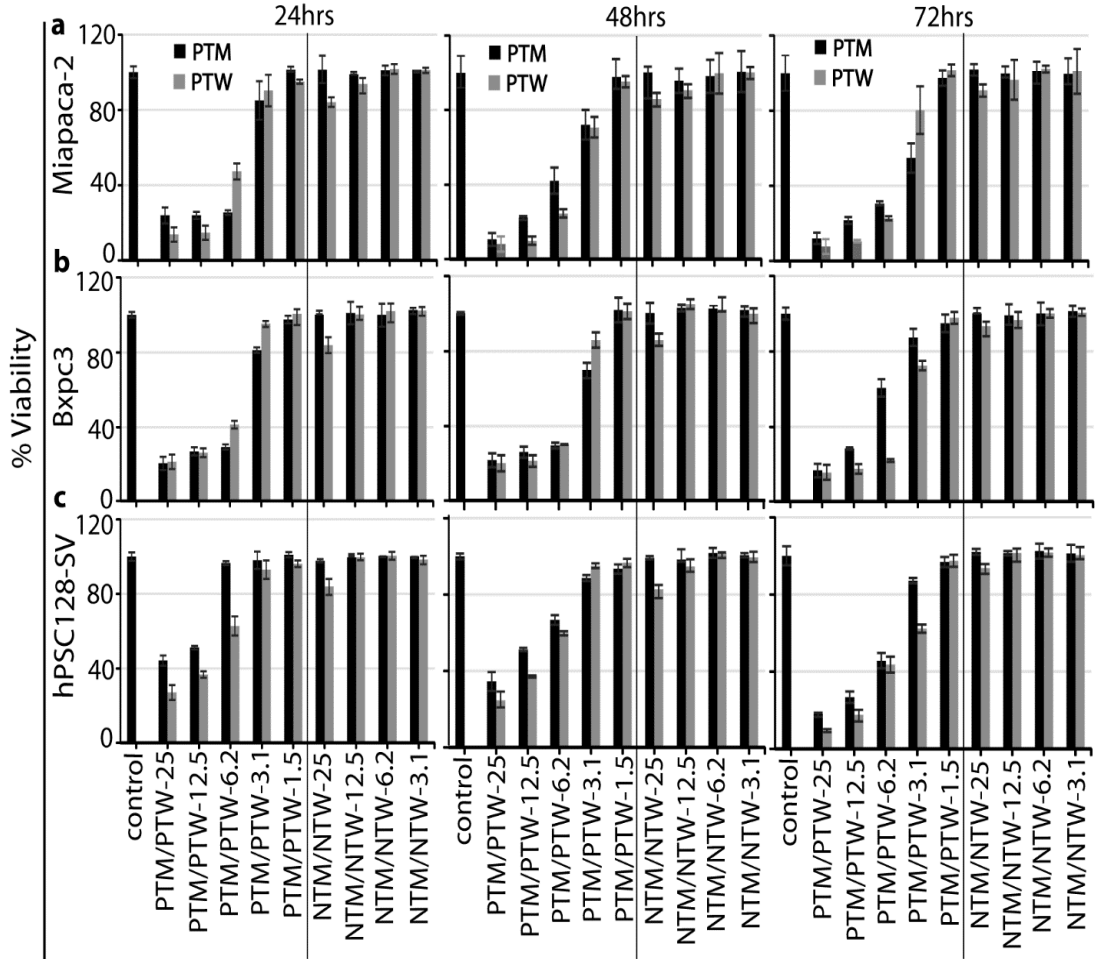 24hrs 48hrs 72hrs
a
120 PTM PTM PTM
PTW PTW PTW
80
40
0
Miapaca-2
b
120
80
40
0
Bxpc3
% Viability
c
120
80
40
0
hPSC128-SV
control
PTM/PTW-25
PTM/PTW-12.5
PTM/PTW-6.2
PTM/PTW-3.1
PTM/PTW-1.5
NTM/NTW-25
NTM/NTW-12.5
NTM/NTW-6.2
NTM/NTW-3.1
control
PTM/PTW-25
PTM/PTW-12.5
PTM/PTW-6.2
PTM/PTW-3.1
PTM/PTW-1.5
NTM/NTW-25
NTM/NTW-12.5
NTM/NTW-6.2
NTM/NTW-3.1
control
PTM/PTW-25
PTM/PTW-12.5
PTM/PTW-6.2
PTM/PTW-3.1
PTM/PTW-1.5
NTM/NTW-25
NTM/NTW-12.5
NTM/NTW-6.2
NTM/NTW-3.1